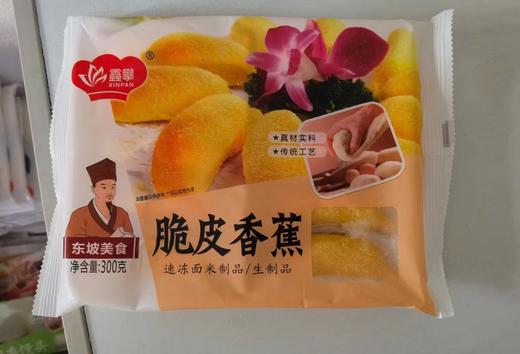 鑫攀
®
XINPAN
★真材实料
★传统工艺
东坡美食
净含量:300克
脆皮香蕉
速冻面米制品/生制品